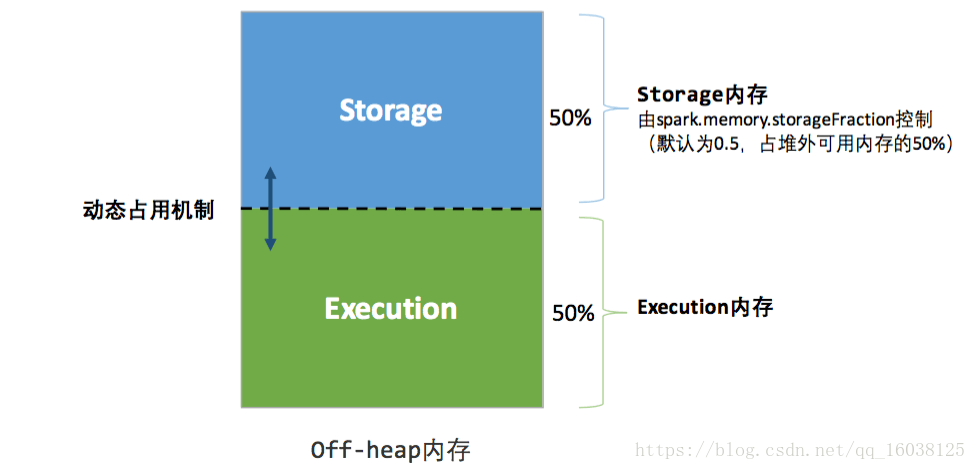 Storage
50%
Storage内存
由spark.memory.storageFraction控制
（默认为0.5，占堆外可用内存的50%）
动态占用机制
Execution
50%
Execution内存
Off-heap内存
https://blog.csdn.net/qq_16038125